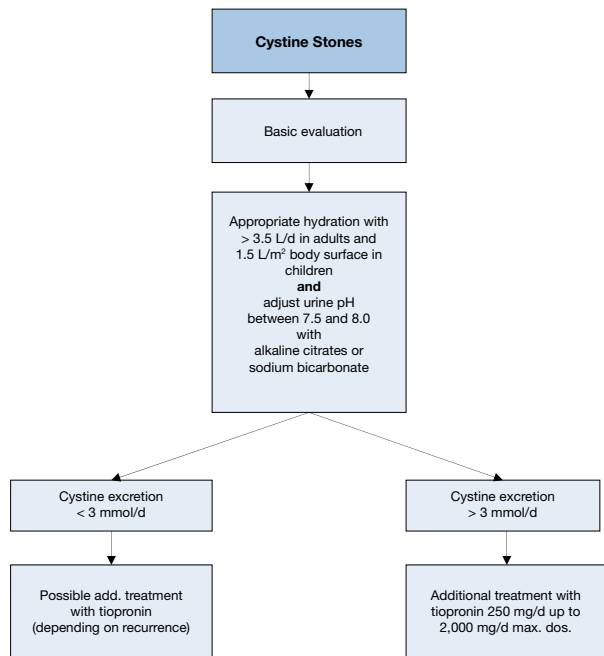 Cystine Stones
Basic evaluation
Appropriate hydration with
> 3.5 L/d in adults and
1.5 L/m² body surface in
children
and
adjust urine pH
between 7.5 and 8.0
with
alkaline citrates or
sodium bicarbonate
Cystine excretion
< 3 mmol/d
Cystine excretion
> 3 mmol/d
Possible add. treatment
with tiopronin
(depending on recurrence)
Additional treatment with
tiopronin 250 mg/d up to
2,000 mg/d max. dos.